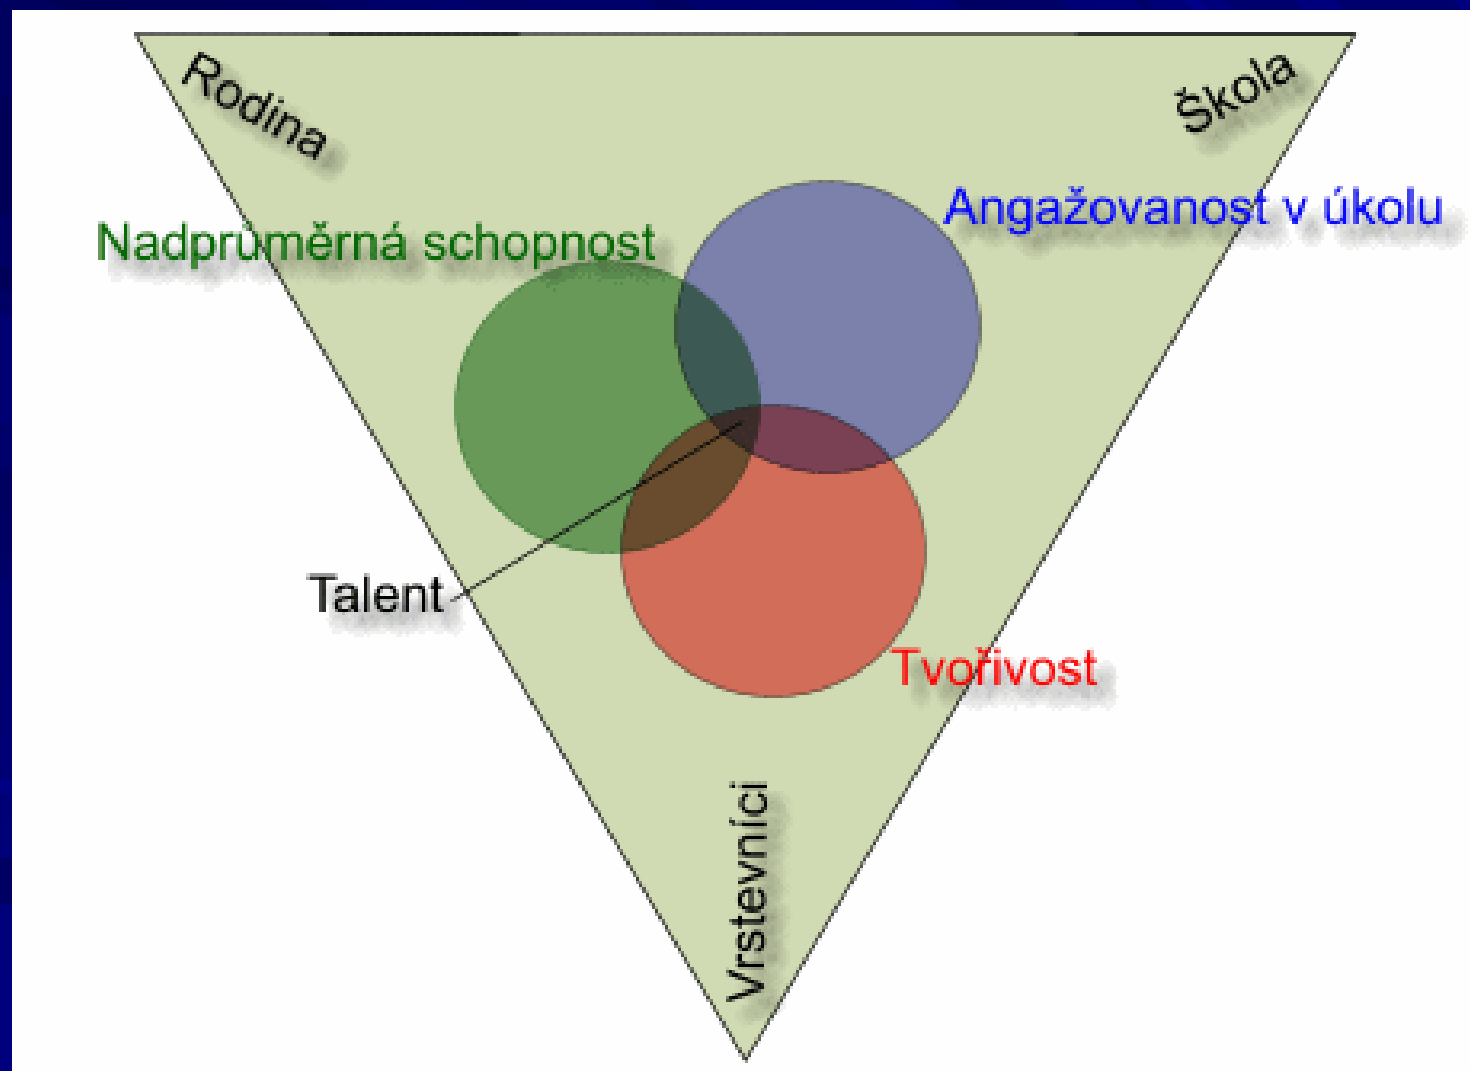 Rodina
Škola
Angažovanost v úkolu
Nadprůměrná schopnost
Talent
Tvořivost
Vrstevníci